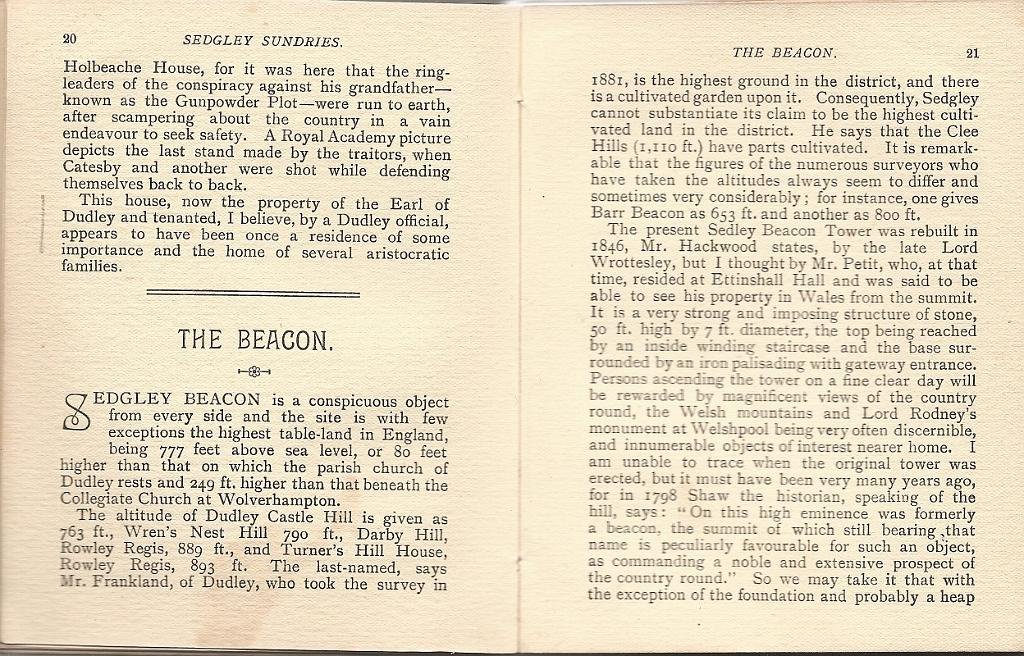 20
SEDGLEY SUNDRIES.
Holbeache House, for it was here that the ring-
leaders of the conspiracy against his grandfather—
known as the Gunpowder Plot—were run to earth,
after scampering about the country in a vain
endeavour to seek safety. A Royal Academy picture
depicts the last stand made by the traitors, when
Catesby and another were shot while defending
themselves back to back.
This house, now the property of the Earl of
Dudley and tenanted, I believe, by a Dudley official,
appears to have been once a residence of some
importance and the home of several aristocratic
families.
THE BEACON.
SEDGLEY BEACON is a conspicuous object
from every side and the site is with few
exceptions the highest table-land in England,
being 777 feet above sea level, or 80 feet
higher than that on which the parish church of
Dudley rests and 249 ft. higher than that beneath the
Collegiate Church at Wolverhampton.
The altitude of Dudley Castle Hill is given as
763 ft., Wren's Nest Hill 790 ft., Darby Hill,
Rowley Regis, 889 ft., and Turner's Hill House,
Rowley Regis, 893 ft. The last-named, says
Mr. Frankland, of Dudley, who took the survey in
THE BEACON.
21
1881, is the highest ground in the district, and there
is a cultivated garden upon it. Consequently, Sedgley
cannot substantiate its claim to be the highest culti-
vated land in the district. He says that the Clee
Hills (1,110 ft.) have parts cultivated. It is remark-
able that the figures of the numerous surveyors who
have taken the altitudes always seem to differ and
sometimes very considerably; for instance, one gives
Barr Beacon as 653 ft. and another as 800 ft.
The present Sedley Beacon Tower was rebuilt in
1846, Mr. Hackwood states, by the late Lord
Wrottesley, but I thought by Mr. Petit, who, at that
time, resided at Ettinshall Hall and was said to be
able to see his property in Wales from the summit.
It is a very strong and imposing structure of stone,
50 ft. high by 7 ft. diameter, the top being reached
by an inside winding staircase and the base sur-
rounded by an iron palisading with gateway entrance.
Persons ascending the tower on a fine clear day will
be rewarded by magnificent views of the country
round, the Welsh mountains and Lord Rodney's
monument at Welshpool being very often discernible,
and innumerable objects of interest nearer home. I
am unable to trace when the original tower was
erected, but it must have been very many years ago,
for in 1798 Shaw the historian, speaking of the
hill, says: "On this high eminence was formerly
a beacon, the summit of which still bearing that
name is peculiarly favourable for such an object,
as commanding a noble and extensive prospect of
the country round." So we may take it that with
the exception of the foundation and probably a heap